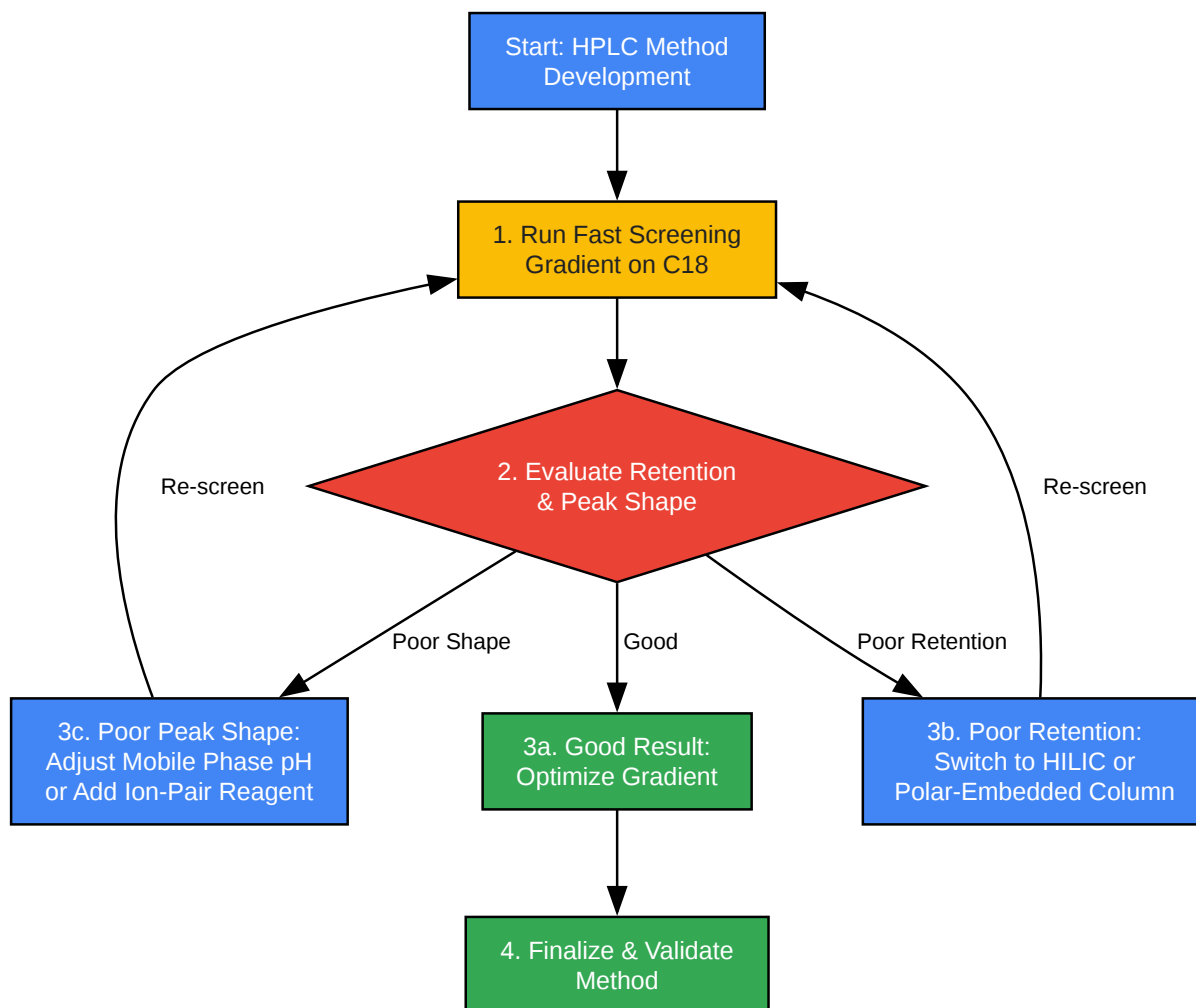 Start: HPLC Method
Development
1. Run Fast Screening
Gradient on C18
2. Evaluate Retention
& Peak Shape
Re-screen
Re-screen
Poor Shape
Good
Poor Retention
3c. Poor Peak Shape:
Adjust Mobile Phase pH
or Add Ion-Pair Reagent
3a. Good Result:
Optimize Gradient
3b. Poor Retention:
Switch to HILIC or
Polar-Embedded Column
4. Finalize & Validate
Method